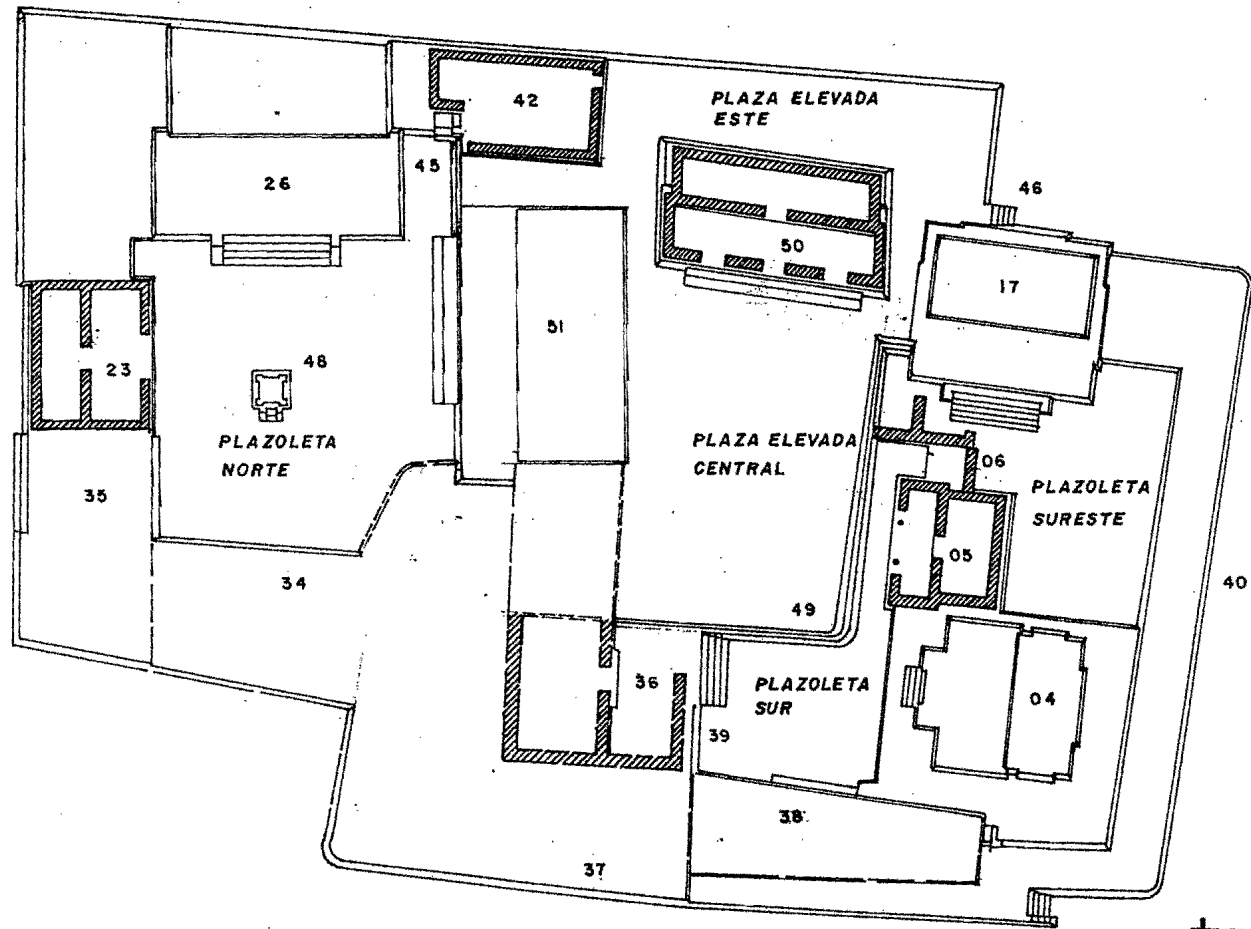 42
PLAZA ELEVADA
ESTE
45
26
46
50
17
51
23
48
PLAZOLETA
NORTE
PLAZA ELEVADA
CENTRAL
06
PLAZOLETA
SURESTE
35
05
34
40
49
36
PLAZOLETA
SUR
04
39
38
37